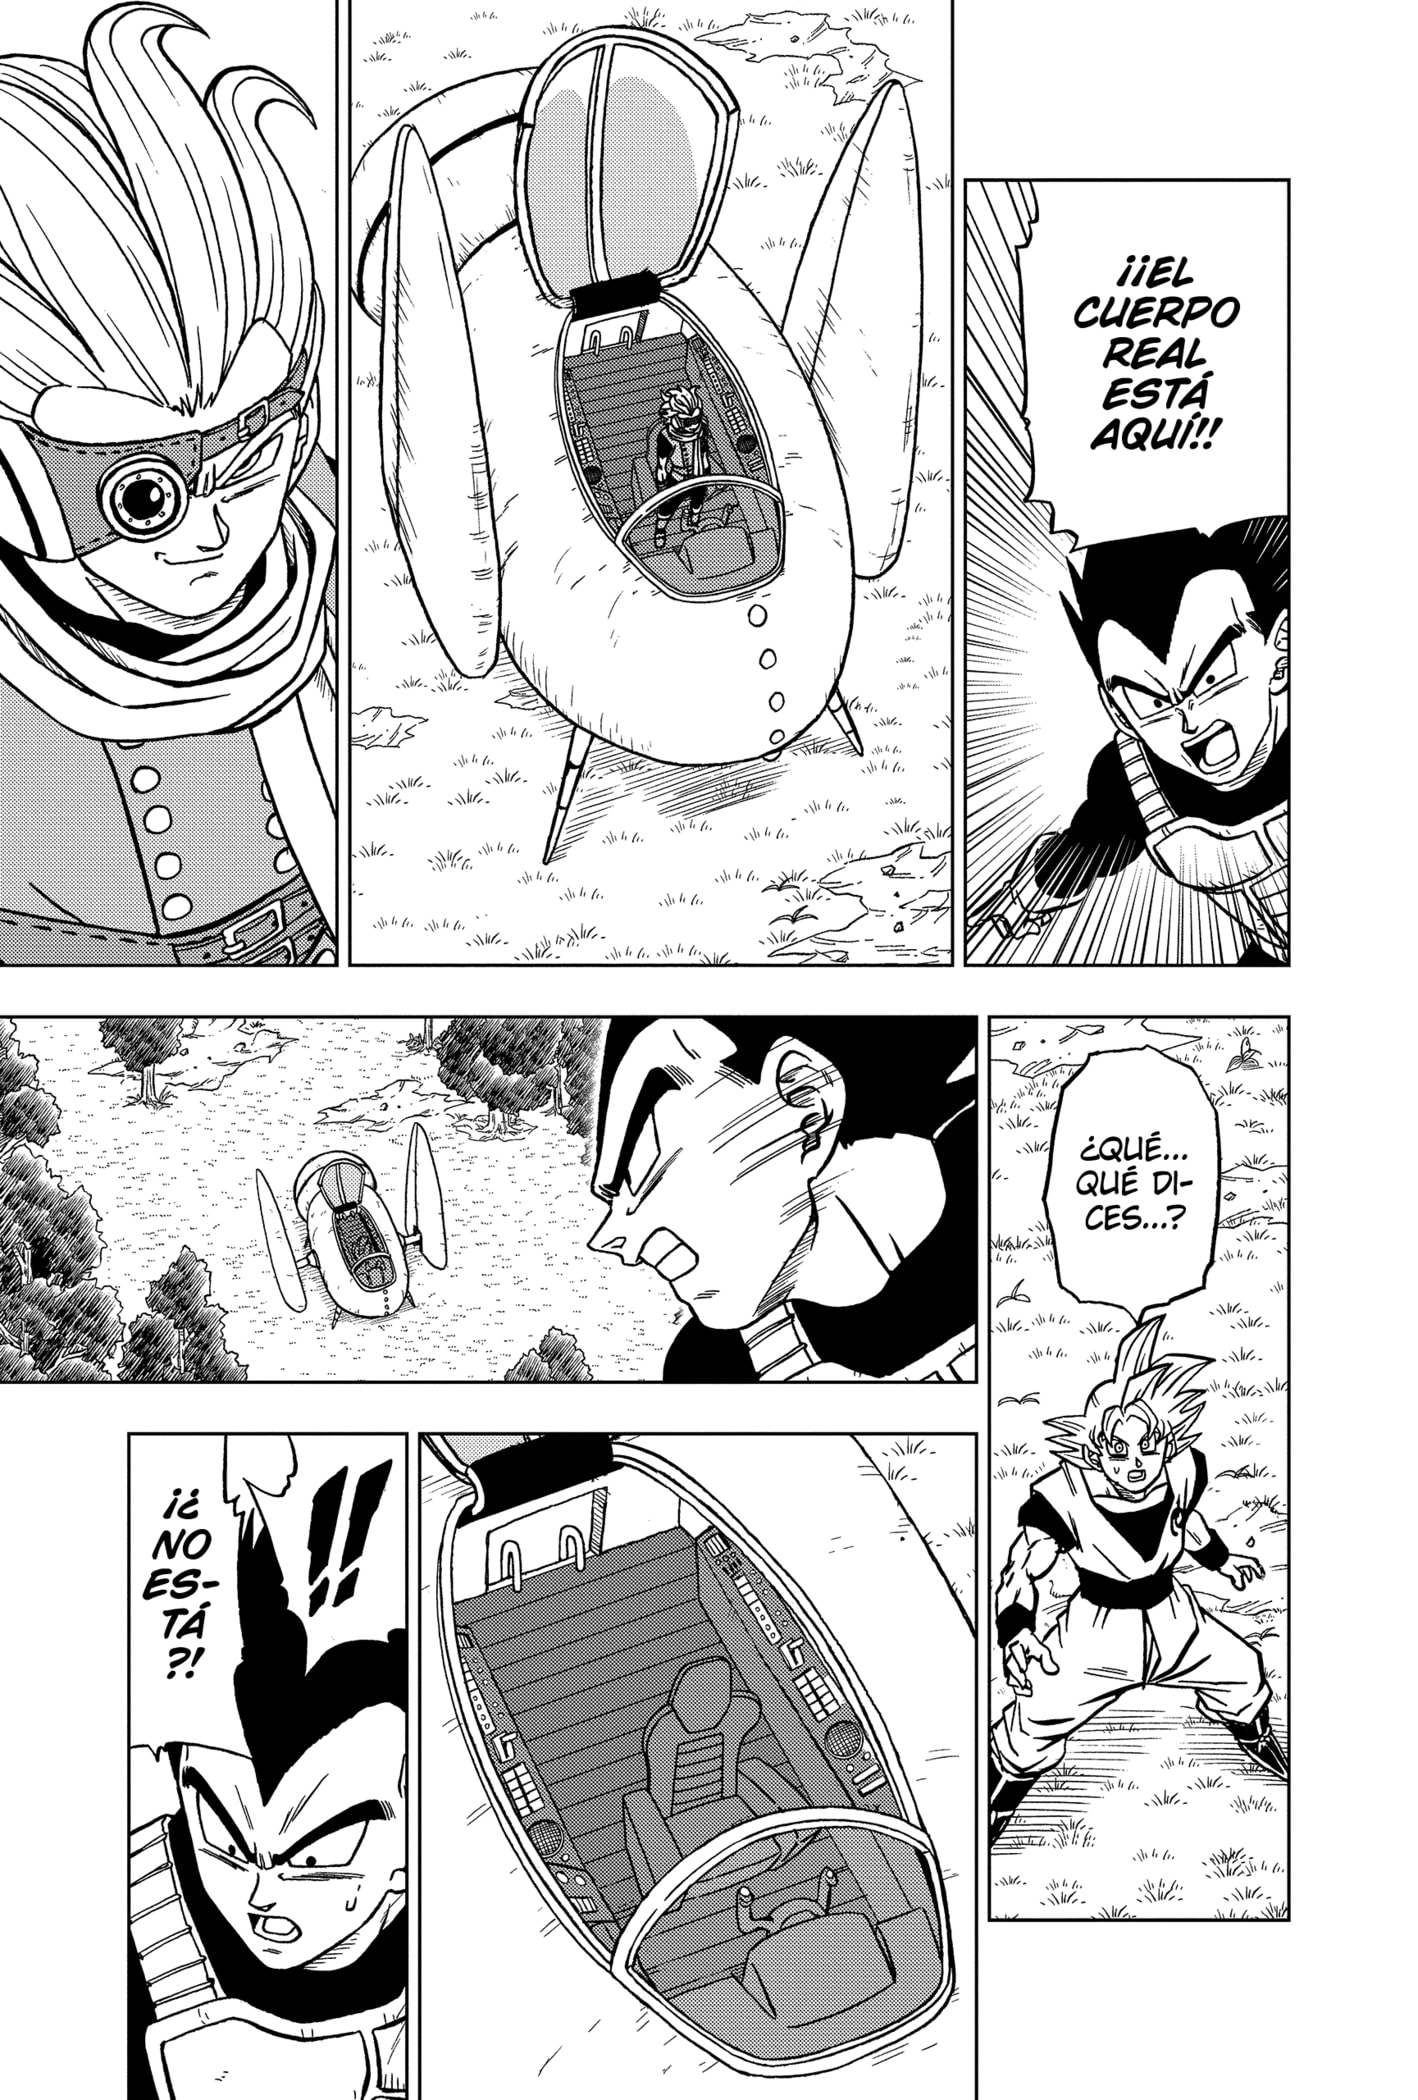 ¡¡EL
CUERPO
REAL
ESTÁ
AQUÍ!!
¿QUÉ...
QUÉ DI-
CES...?
!!
¡¿
NO
ES-
TÁ
?!